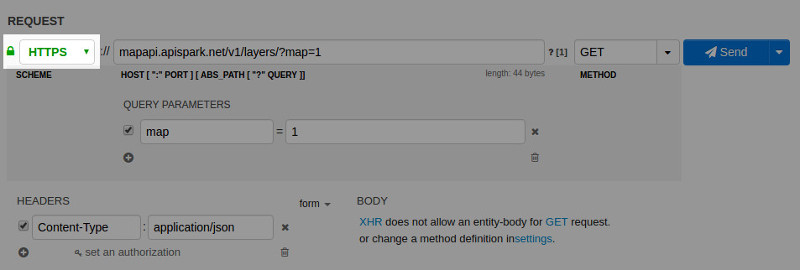 REQUEST
HTTPS :// mapapi.apispark.net/v1/layers/?map=1 ? [1] GET Send
SCHEME HOST [ ":" PORT ] [ ABS_PATH [ "?" QUERY ]] length: 44 bytes METHOD
QUERY PARAMETERS
map = 1
HEADERS form BODY
Content-Type : application/json XHR does not allow an entity-body for GET request.
or change a method definition insettings.
set an authorization